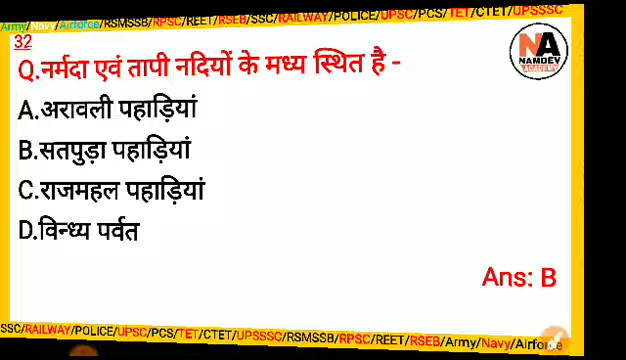 Army/Navy/Airforce/RSMSSB/RPSC/REET/RSEB/SSC/RAILWAY/POLICE/UPSC/PCS/TET/CTET/UPSSSC
32
Q.नर्मदा एवं तापी नदियों के मध्य स्थित है -
NA
NAMDEV
ACADEMY
A.अरावली पहाड़ियां
B.सतपुड़ा पहाड़ियां
C.राजमहल पहाड़ियां
D.विन्ध्य पर्वत
Ans: B
SSC/RAILWAY/POLICE/UPSC/PCS/TET/CTET/UPSSSC/RSMSSB/RPSC/REET/RSEB/Army/Navy/Airforce